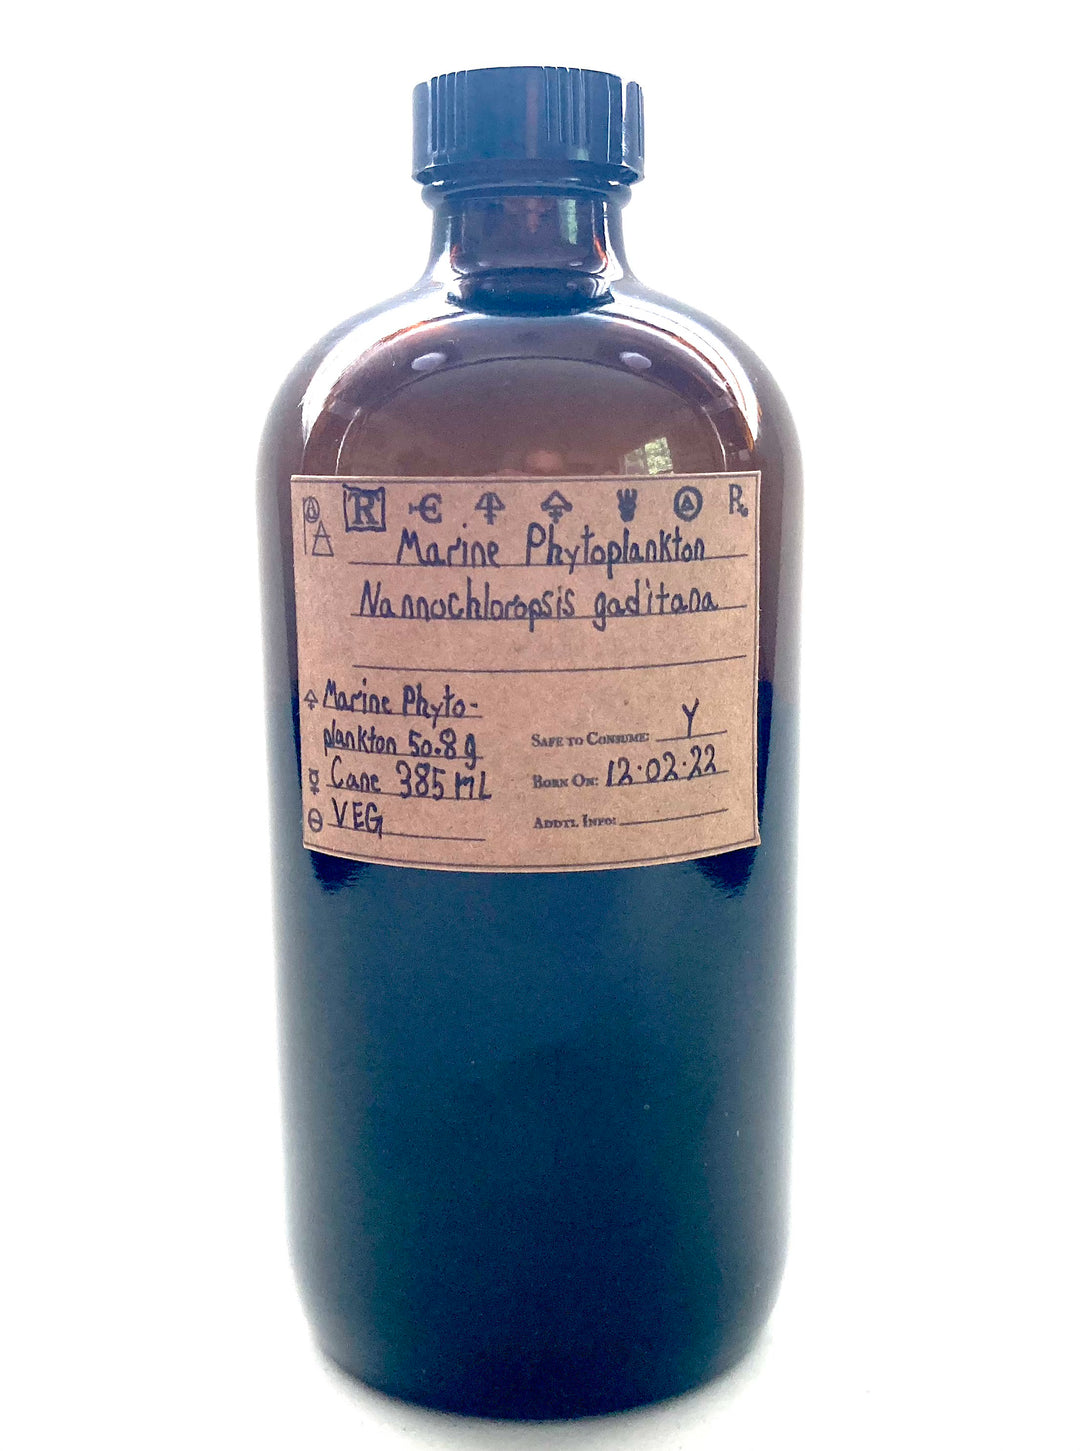 R ℞
Marine Phytoplankton
Nannochloropsis gaditana
Marine Phyto-
plankton 50.8 g
Cane 385 ML
VEG
Safe to Consume: Y
Born On: 12·02·22
Addtl Info: